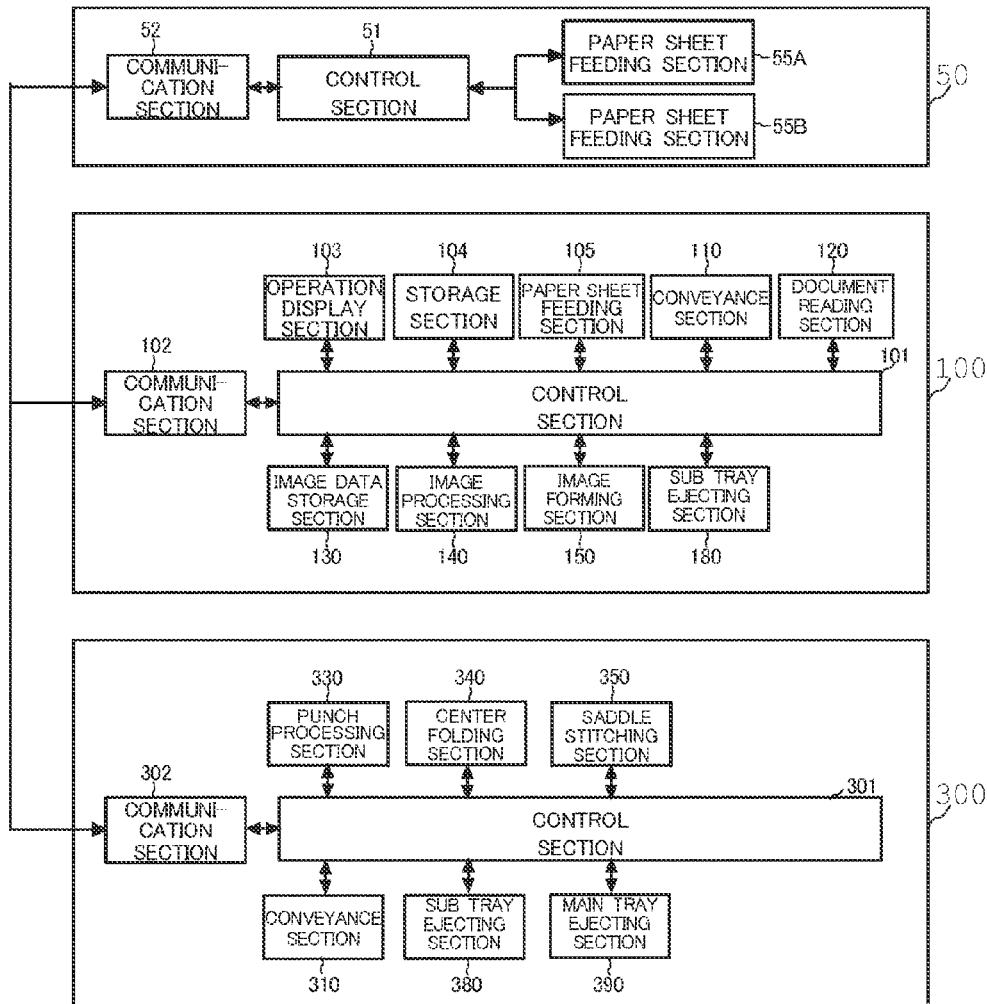 52
COMMUNI-
CATION
SECTION
51
CONTROL
SECTION
PAPER SHEET
FEEDING SECTION
55A
PAPER SHEET
FEEDING SECTION
55B
50
103
OPERATION
DISPLAY
SECTION
104
STORAGE
SECTION
105
PAPER SHEET
FEEDING
SECTION
110
CONVEYANCE
SECTION
120
DOCUMENT
READING
SECTION
102
COMMUNI-
CATION
SECTION
101
CONTROL
SECTION
100
IMAGE DATA
STORAGE
SECTION
130
IMAGE
PROCESSING
SECTION
140
IMAGE
FORMING
SECTION
150
SUB TRAY
EJECTING
SECTION
180
330
PUNCH
PROCESSING
SECTION
340
CENTER
FOLDING
SECTION
350
SADDLE
STITCHING
SECTION
302
COMMUNI-
CATION
SECTION
301
CONTROL
SECTION
300
CONVEYANCE
SECTION
310
SUB TRAY
EJECTING
SECTION
380
MAIN TRAY
EJECTING
SECTION
390